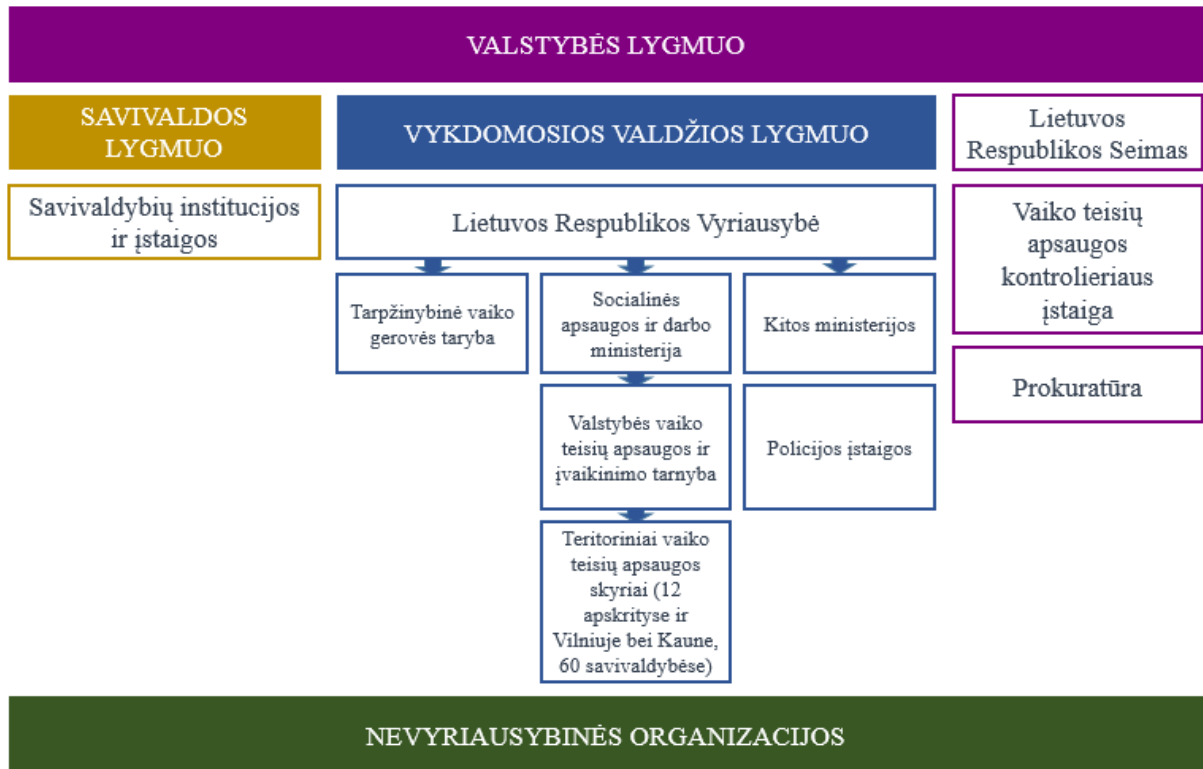 VALSTYBĖS LYGMUO
SAVIVALDOS
LYGMUO
Savivaldybių institucijos
ir įstaigos
VYKDOMOSIOS VALDŽIOS LYGMUO
Lietuvos Respublikos Vyriausybė
Tarpžinybinė vaiko
gerovės taryba
Socialinės
apsaugos ir darbo
ministerija
Valstybės vaiko
teisių apsaugos ir
įvaikinimo tarnyba
Teritoriniai vaiko
teisių apsaugos
skyriai (12
apskrityse ir
Vilniuje bei Kaune,
60 savivaldybėse)
Kitos ministerijos
Policijos įstaigos
Lietuvos
Respublikos Seimas
Vaiko teisių
apsaugos
kontrolieriaus
įstaiga
Prokuratūra
NEVYRIAUSYBINĖS ORGANIZACIJOS